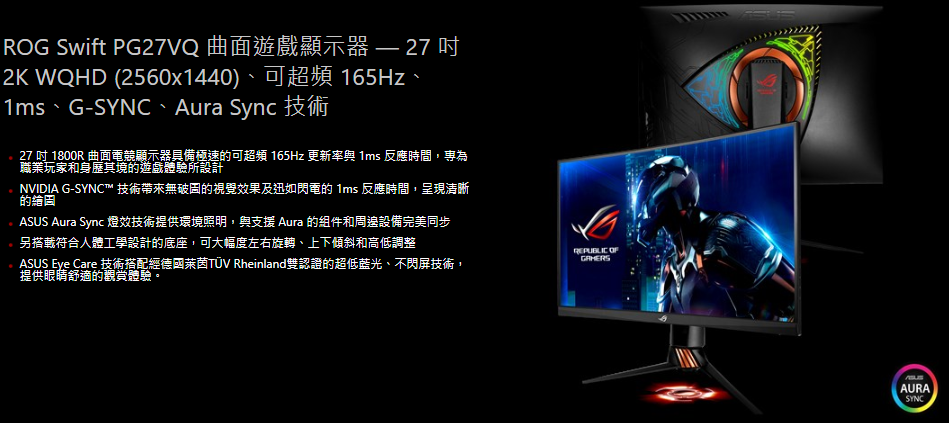 ROG Swift PG27VQ 曲面遊戲顯示器 — 27 吋
2K WQHD (2560x1440)、可超頻 165Hz、
1ms、G-SYNC、Aura Sync 技術
27 吋 1800R 曲面電競顯示器具備極速的可超頻 165Hz 更新率與 1ms 反應時間，專為
職業玩家和身歷其境的遊戲體驗所設計
NVIDIA G-SYNC™ 技術帶來無破圖的視覺效果及迅如閃電的 1ms 反應時間，呈現清晰
的繪圖
ASUS Aura Sync 燈效技術提供環境照明，與支援 Aura 的組件和周邊設備完美同步
另搭載符合人體工學設計的底座，可大幅度左右旋轉、上下傾斜和高低調整
ASUS Eye Care 技術搭配經德國萊茵TÜV Rheinland雙認證的超低藍光、不閃屏技術，
提供眼睛舒適的觀賞體驗。
ASUS
REPUBLIC OF
GAMERS
ASUS
AURA
SYNC